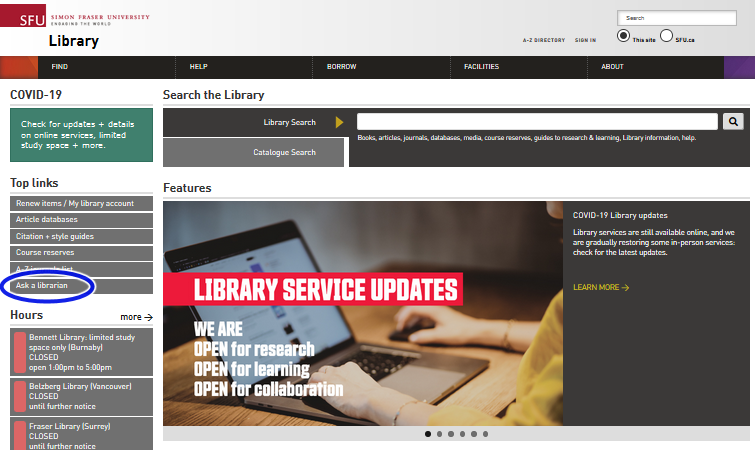 SFU SIMON FRASER UNIVERSITY
ENGAGING THE WORLD
Library
Search
A-Z DIRECTORY SIGN IN This site SFU.ca
FIND HELP BORROW FACILITIES ABOUT
COVID-19
Check for updates + details
on online services, limited
study space + more.
Top links
Renew items / My library account
Article databases
Citation + style guides
Course reserves
Ask a librarian
Hours more →
Bennett Library: limited study
space only (Burnaby)
CLOSED
open 1:00pm to 5:00pm
Belzberg Library (Vancouver)
CLOSED
until further notice
Fraser Library (Surrey)
CLOSED
until further notice
Search the Library
Library Search
Books, articles, journals, databases, media, course reserves, guides to research & learning, Library information, help.
Catalogue Search
Features
LIBRARY SERVICE UPDATES
WE ARE
OPEN for research
OPEN for learning
OPEN for collaboration
COVID-19 Library updates
Library services are still available online, and we
are gradually restoring some in-person services:
check for the latest updates.
LEARN MORE →